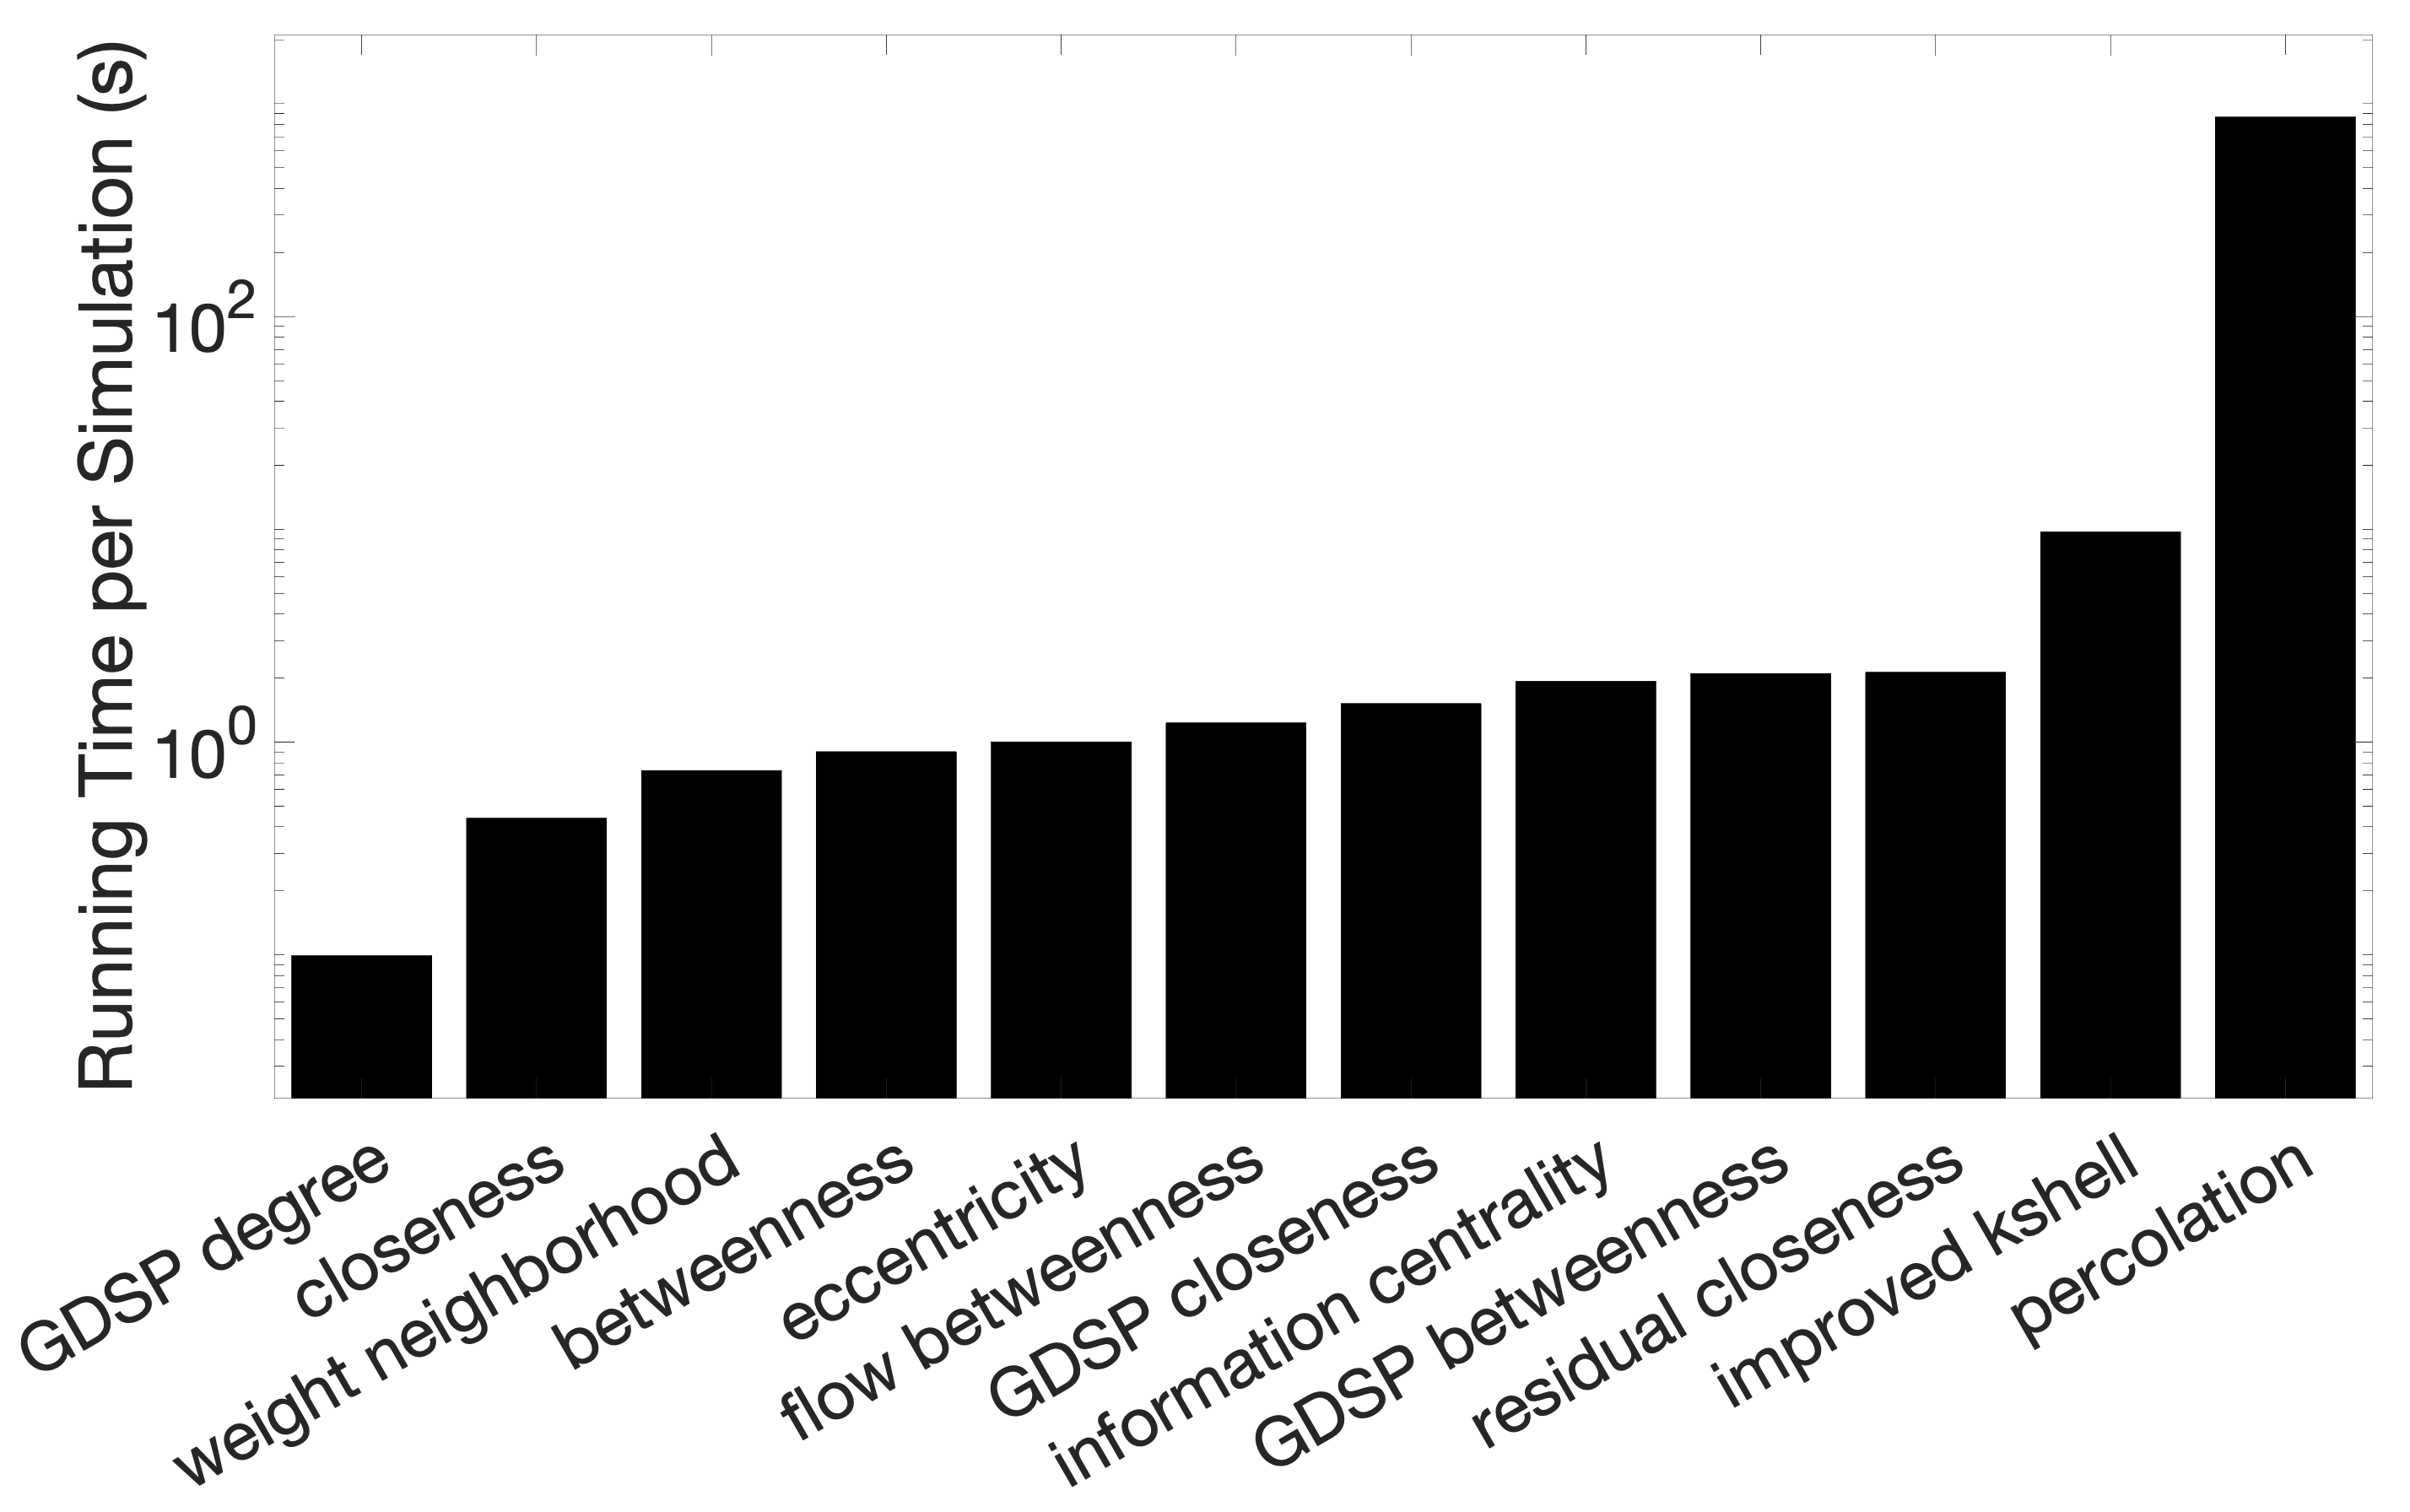 Running Time per Simulation (s)
10^2
10^0
GDSP degree
closeness
weight neighborhood
betweenness
eccentricity
flow betweenness
GDSP closeness
information centrality
GDSP betweenness
residual closeness
improved kshell
percolation